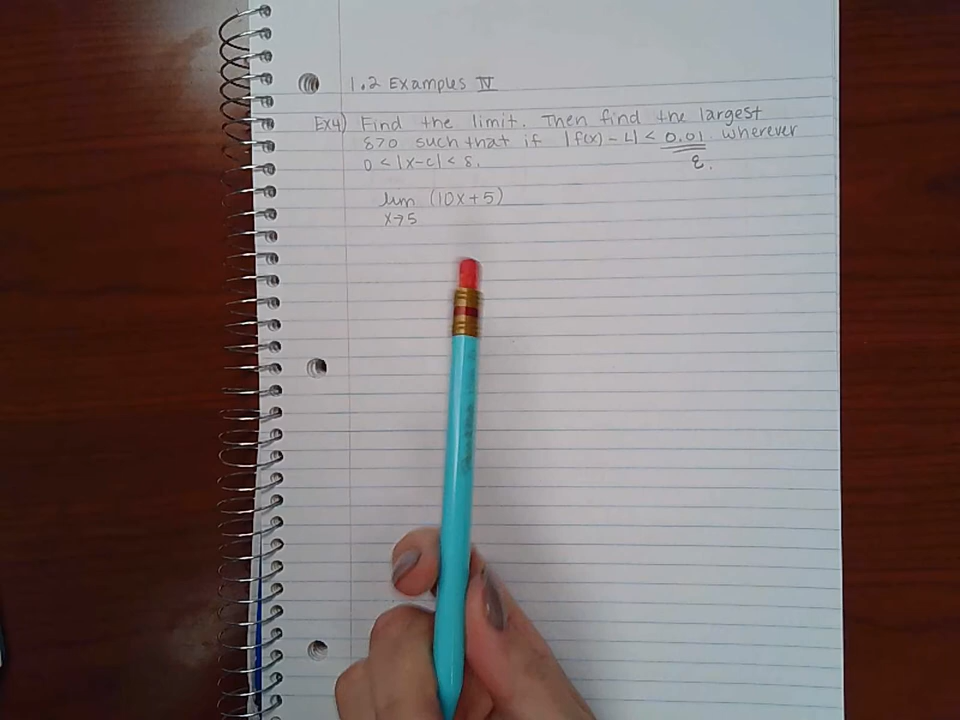 1.2 Examples IV
Ex4) Find the limit. Then find the largest
δ>0 such that if |f(x) - L| < 0.01 wherever
ε.
0 < |x-c| < δ.
lim (10x+5)
x→5